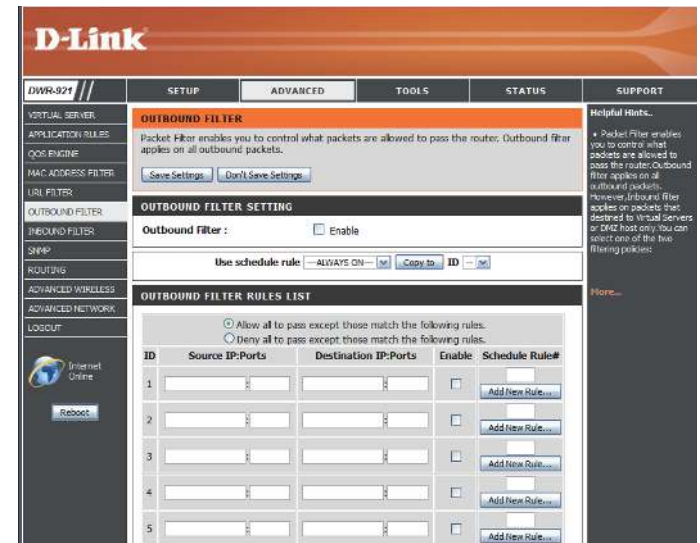 D-Link
DWR-921
SETUP
ADVANCED
TOOLS
STATUS
SUPPORT
VIRTUAL SERVER
APPLICATION RULES
QOS ENGINE
MAC ADDRESS FILTER
URL FILTER
OUTBOUND FILTER
INBOUND FILTER
SNMP
ROUTING
ADVANCED WIRELESS
ADVANCED NETWORK
LOGOUT
Internet
Online
Reboot
OUTBOUND FILTER
Packet Filter enables you to control what packets are allowed to pass the router. Outbound filter
applies on all outbound packets.
Save Settings Don't Save Settings
OUTBOUND FILTER SETTING
Outbound Filter : Enable
Use schedule rule ---ALWAYS ON--- Copy to ID --
OUTBOUND FILTER RULES LIST
Allow all to pass except those match the following rules.
Deny all to pass except those match the following rules.
ID Source IP:Ports Destination IP:Ports Enable Schedule Rule#
1 : : Add New Rule...
2 : : Add New Rule...
3 : : Add New Rule...
4 : : Add New Rule...
5 : : Add New Rule...
Helpful Hints..
• Packet Filter enables
you to control what
packets are allowed to
pass the router.Outbound
filter applies on all
outbound packets.
However,Inbound filter
applies on packets that
destined to Virtual Servers
or DMZ host only.You can
select one of the two
filtering policies:
More...